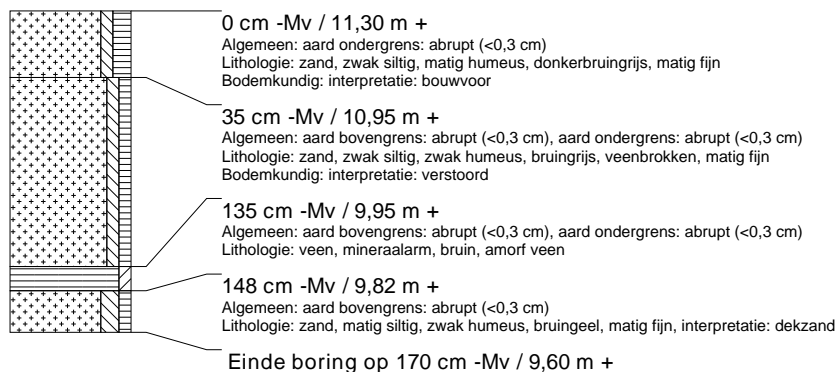 0 cm -Mv / 11,30 m +
Algemeen: aard ondergrens: abrupt (<0,3 cm)
Lithologie: zand, zwak siltig, matig humeus, donkerbruingrijs, matig fijn
Bodemkundig: interpretatie: bouwvoor
35 cm -Mv / 10,95 m +
Algemeen: aard bovengrens: abrupt (<0,3 cm), aard ondergrens: abrupt (<0,3 cm)
Lithologie: zand, zwak siltig, zwak humeus, bruingrijs, veenbrokken, matig fijn
Bodemkundig: interpretatie: verstoord
135 cm -Mv / 9,95 m +
Algemeen: aard bovengrens: abrupt (<0,3 cm), aard ondergrens: abrupt (<0,3 cm)
Lithologie: veen, mineraalarm, bruin, amorf veen
148 cm -Mv / 9,82 m +
Algemeen: aard bovengrens: abrupt (<0,3 cm)
Lithologie: zand, matig siltig, zwak humeus, bruingeel, matig fijn, interpretatie: dekzand
Einde boring op 170 cm -Mv / 9,60 m +